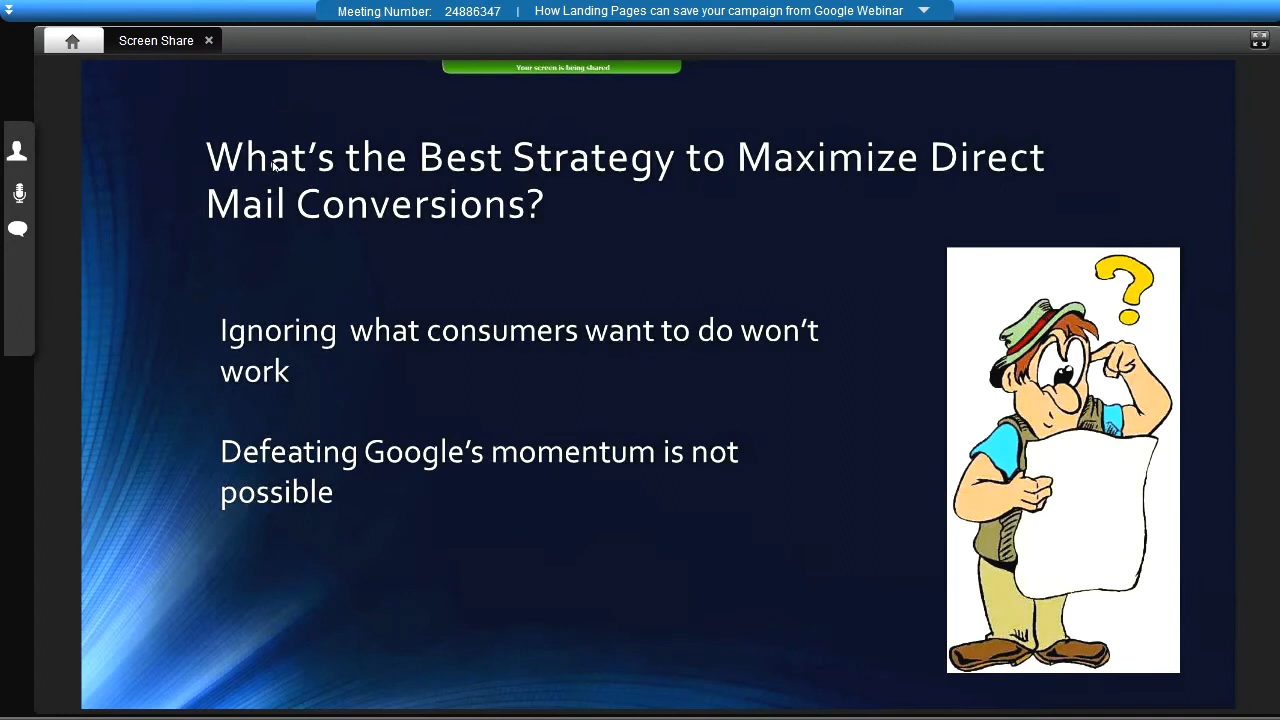 Meeting Number: 24886347 | How Landing Pages can save your campaign from Google Webinar
Screen Share ×
Your screen is being shared
What’s the Best Strategy to Maximize Direct
Mail Conversions?
Ignoring  what consumers want to do won’t
work
Defeating Google’s momentum is not
possible
?